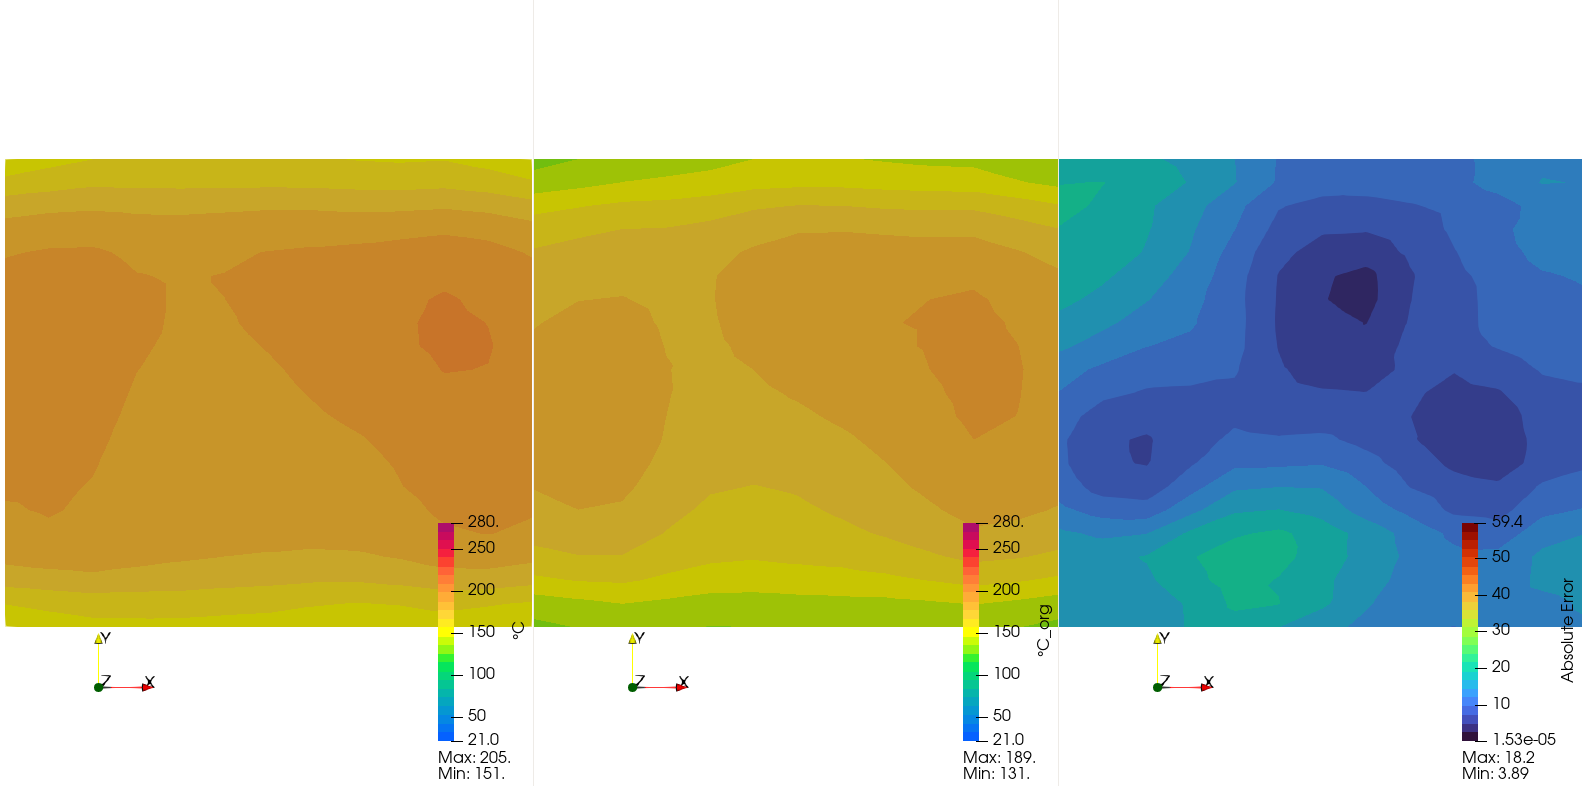 280.
250
200
150
100
50
21.0
°C
Max: 205.
Min: 151.
Y
Z
X
280.
250
200
150
100
50
21.0
°C_org
Max: 189.
Min: 131.
Y
Z
X
59.4
50
40
30
20
10
1.53e-05
Absolute Error
Max: 18.2
Min: 3.89
Y
Z
X